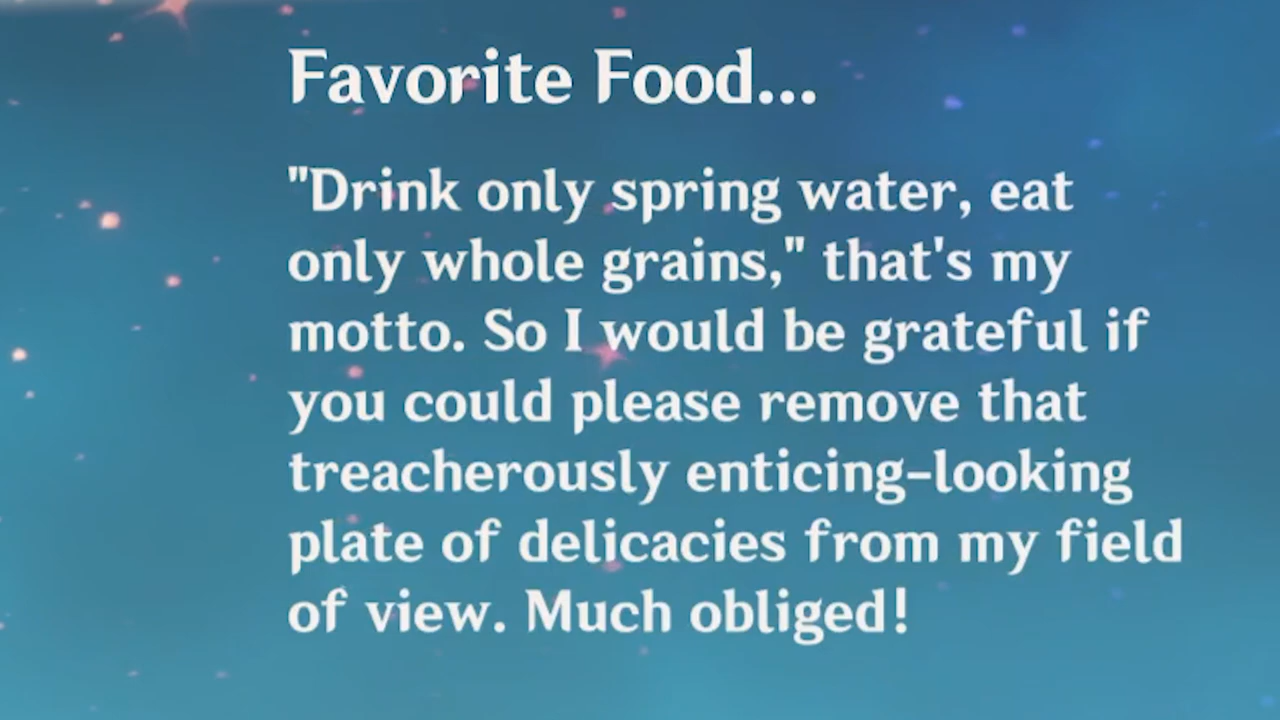 Favorite Food...
"Drink only spring water, eat
only whole grains," that's my
motto. So I would be grateful if
you could please remove that
treacherously enticing-looking
plate of delicacies from my field
of view. Much obliged!